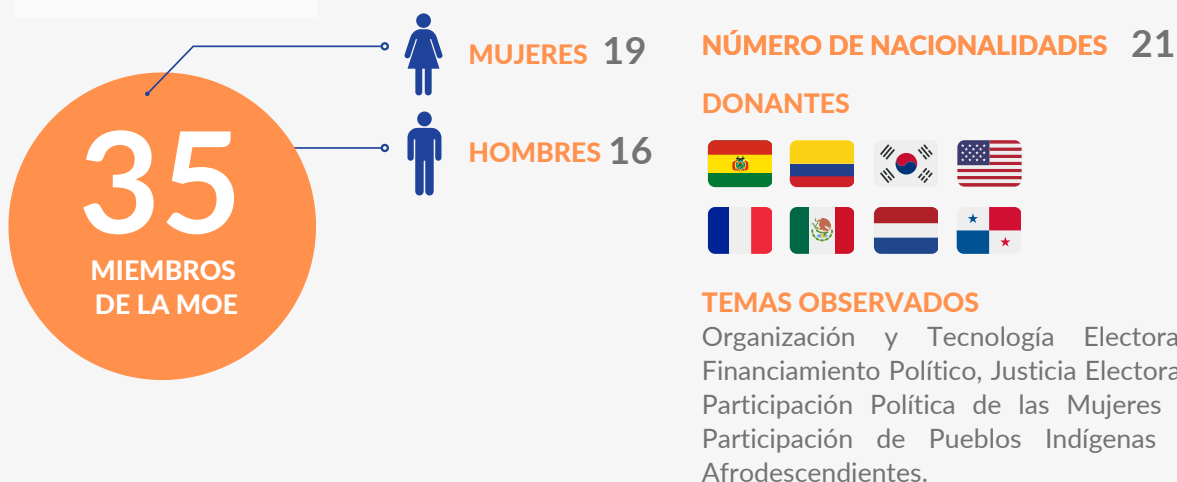 35
MIEMBROS
DE LA MOE
MUJERES 19
HOMBRES 16
NÚMERO DE NACIONALIDADES 21
DONANTES
TEMAS OBSERVADOS
Organización y Tecnología Electora
Financiamiento Político, Justicia Electora
Participación Política de las Mujeres
Participación de Pueblos Indígenas
Afrodescendientes.